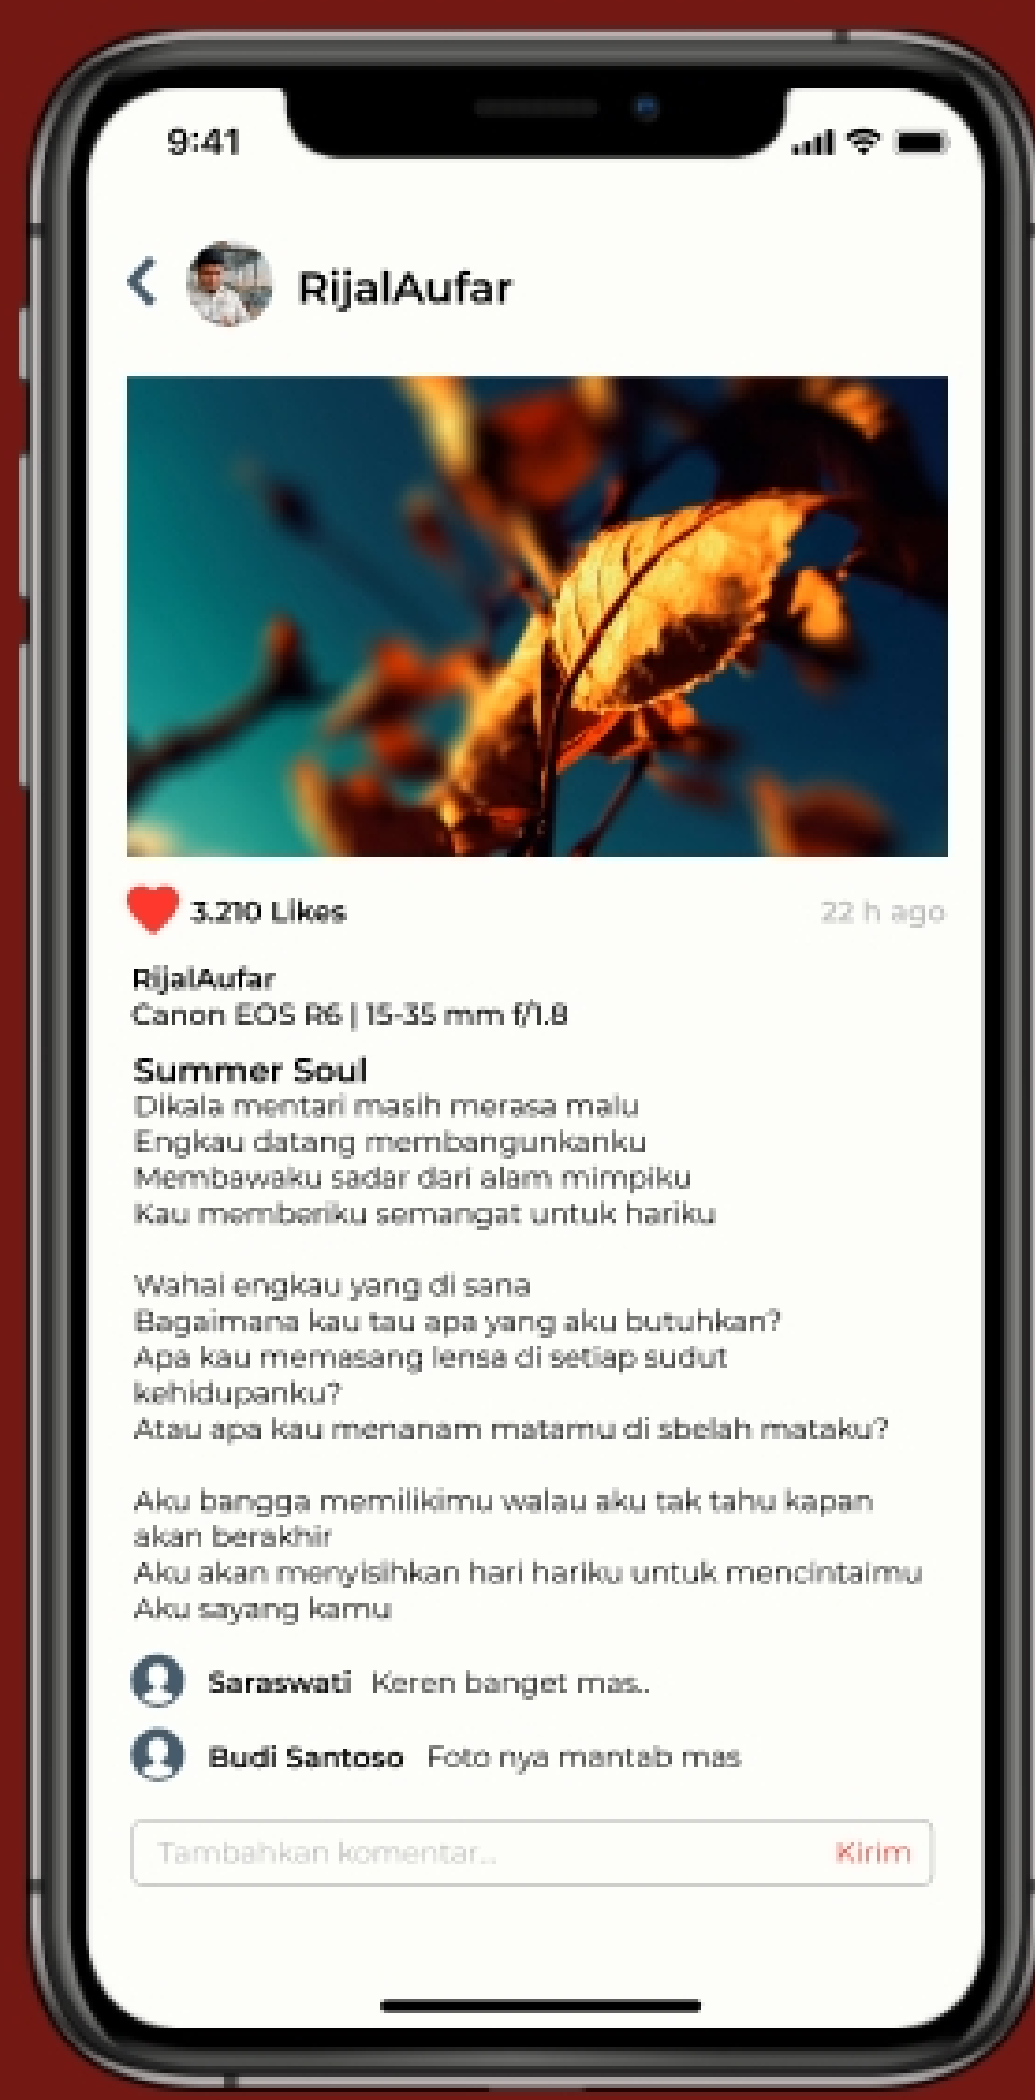 9:41
RijalAufar
3.210 Likes
22 h ago
RijalAufar
Canon EOS R6 | 15-35 mm f/1.8
Summer Soul
Dikala mentari masih merasa malu
Engkau datang membangunkanku
Membawaku sadar dari alam mimpiku
Kau memberiku semangat untuk hariku
Wahai engkau yang di sana
Bagaimana kau tau apa yang aku butuhkan?
Apa kau memasang lensa di setiap sudut
kehidupanku?
Atau apa kau menanam matamu di sbelah mataku?
Aku bangga memilikimu walau aku tak tahu kapan
akan berakhir
Aku akan menyisihkan hari hariku untuk mencintaimu
Aku sayang kamu
Saraswati Keren banget mas..
Budi Santoso Foto nya mantab mas
Tambahkan komentar...
Kirim